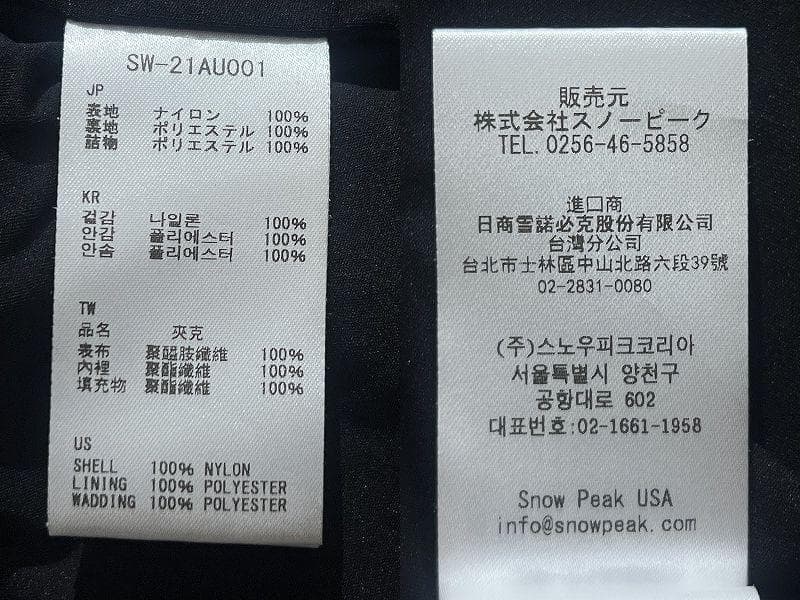 SW-21AU001
JP
表地 ナイロン 100%
裏地 ポリエステル 100%
詰物 ポリエステル 100%
KR
겉감 나일론 100%
안감 폴리에스터 100%
안솜 폴리에스터 100%
TW
品名 夾克
表布 聚醯胺纖維 100%
內裡 聚酯纖維 100%
填充物 聚酯纖維 100%
US
SHELL 100% NYLON
LINING 100% POLYESTER
WADDING 100% POLYESTER
販売元
株式会社スノーピーク
TEL.0256-46-5858
進口商
日商雪諾必克股份有限公司
台灣分公司
台北市士林區中山北路六段39號
02-2831-0080
(주)스노우피크코리아
서울특별시 양천구
공항대로 602
대표번호:02-1661-1958
Snow Peak USA
info@snowpeak.com